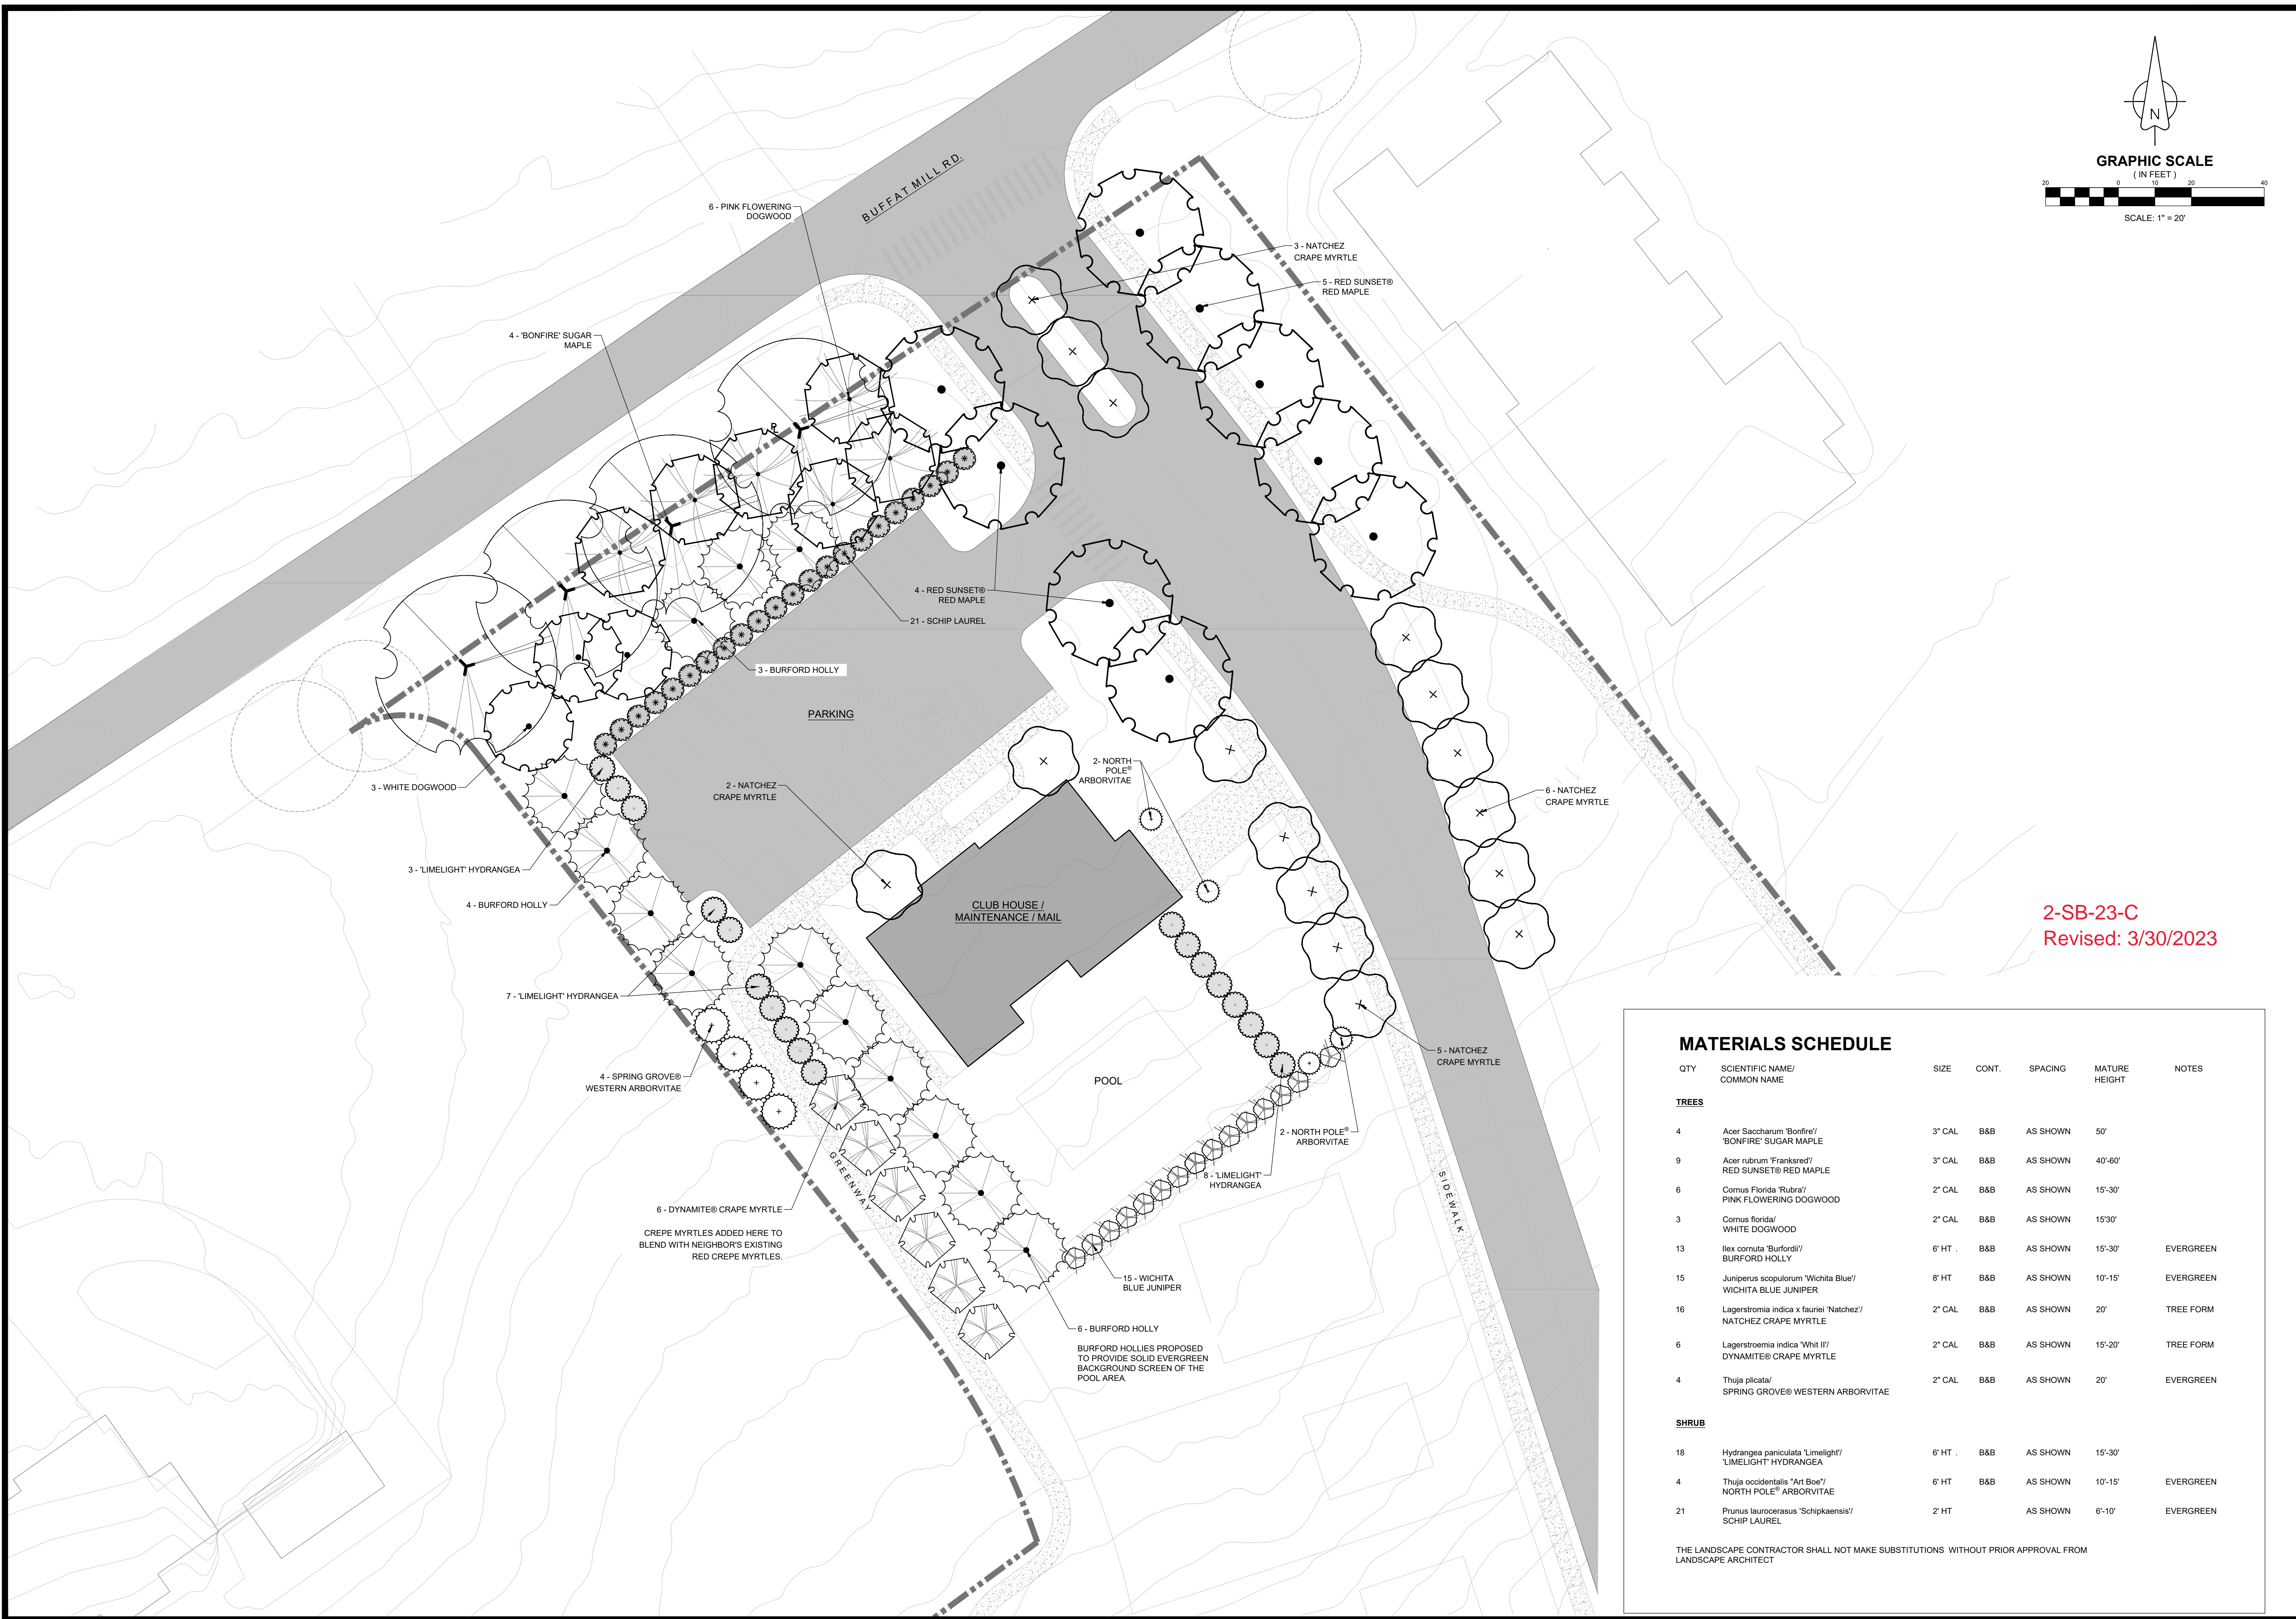 N
GRAPHIC SCALE
( IN FEET )
20 0 10 20 40
SCALE: 1" = 20'
BUFFAT MILL RD.
6 - PINK FLOWERING
DOGWOOD
3 - NATCHEZ
CRAPE MYRTLE
5 - RED SUNSET®
RED MAPLE
4 - 'BONFIRE' SUGAR
MAPLE
4 - RED SUNSET®
RED MAPLE
21 - SCHIP LAUREL
3 - BURFORD HOLLY
PARKING
3 - WHITE DOGWOOD
2 - NATCHEZ
CRAPE MYRTLE
2- NORTH
POLE®
ARBORVITAE
6 - NATCHEZ
CRAPE MYRTLE
3 - 'LIMELIGHT' HYDRANGEA
4 - BURFORD HOLLY
CLUB HOUSE /
MAINTENANCE / MAIL
7 - 'LIMELIGHT' HYDRANGEA
4 - SPRING GROVE®
WESTERN ARBORVITAE
POOL
5 - NATCHEZ
CRAPE MYRTLE
2 - NORTH POLE®
ARBORVITAE
8 - 'LIMELIGHT'
HYDRANGEA
GREENWAY
SIDEWALK
6 - DYNAMITE® CRAPE MYRTLE
CREPE MYRTLES ADDED HERE TO
BLEND WITH NEIGHBOR'S EXISTING
RED CREPE MYRTLES.
15 - WICHITA
BLUE JUNIPER
6 - BURFORD HOLLY
BURFORD HOLLIES PROPOSED
TO PROVIDE SOLID EVERGREEN
BACKGROUND SCREEN OF THE
POOL AREA.
2-SB-23-C
Revised: 3/30/2023
MATERIALS SCHEDULE
QTY SCIENTIFIC NAME/ SIZE CONT. SPACING MATURE NOTES
COMMON NAME HEIGHT
TREES
4 Acer Saccharum 'Bonfire'/ 3" CAL B&B AS SHOWN 50'
'BONFIRE' SUGAR MAPLE
9 Acer rubrum 'Franksred'/ 3" CAL B&B AS SHOWN 40'-60'
RED SUNSET® RED MAPLE
6 Cornus Florida 'Rubra'/ 2" CAL B&B AS SHOWN 15'-30'
PINK FLOWERING DOGWOOD
3 Cornus florida/ 2" CAL B&B AS SHOWN 15'30'
WHITE DOGWOOD
13 Ilex cornuta 'Burfordii'/ 6' HT . B&B AS SHOWN 15'-30' EVERGREEN
BURFORD HOLLY
15 Juniperus scopulorum 'Wichita Blue'/ 8' HT B&B AS SHOWN 10'-15' EVERGREEN
WICHITA BLUE JUNIPER
16 Lagerstromia indica x fauriei 'Natchez'/ 2" CAL B&B AS SHOWN 20' TREE FORM
NATCHEZ CRAPE MYRTLE
6 Lagerstroemia indica 'Whit II'/ 2" CAL B&B AS SHOWN 15'-20' TREE FORM
DYNAMITE® CRAPE MYRTLE
4 Thuja plicata/ 2" CAL B&B AS SHOWN 20' EVERGREEN
SPRING GROVE® WESTERN ARBORVITAE
SHRUB
18 Hydrangea paniculata 'Limelight'/ 6' HT . B&B AS SHOWN 15'-30'
'LIMELIGHT' HYDRANGEA
4 Thuja occidentalis "Art Boe"/ 6' HT B&B AS SHOWN 10'-15' EVERGREEN
NORTH POLE® ARBORVITAE
21 Prunus laurocerasus 'Schipkaensis'/ 2' HT AS SHOWN 6'-10' EVERGREEN
SCHIP LAUREL
THE LANDSCAPE CONTRACTOR SHALL NOT MAKE SUBSTITUTIONS WITHOUT PRIOR APPROVAL FROM
LANDSCAPE ARCHITECT